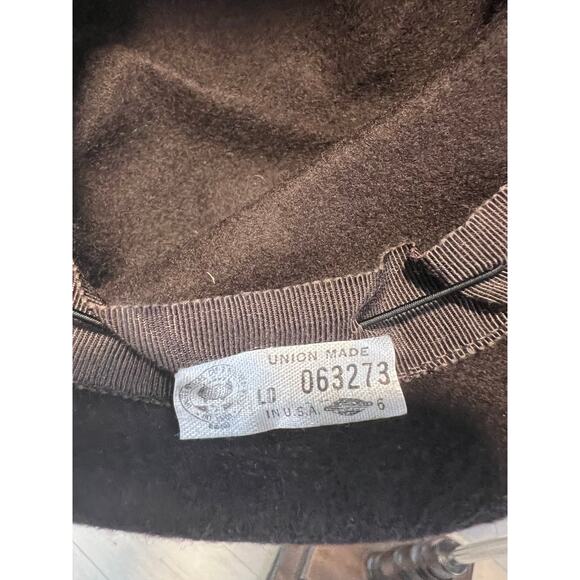 UNION MADE
LD 063273
IN U.S.A. 6